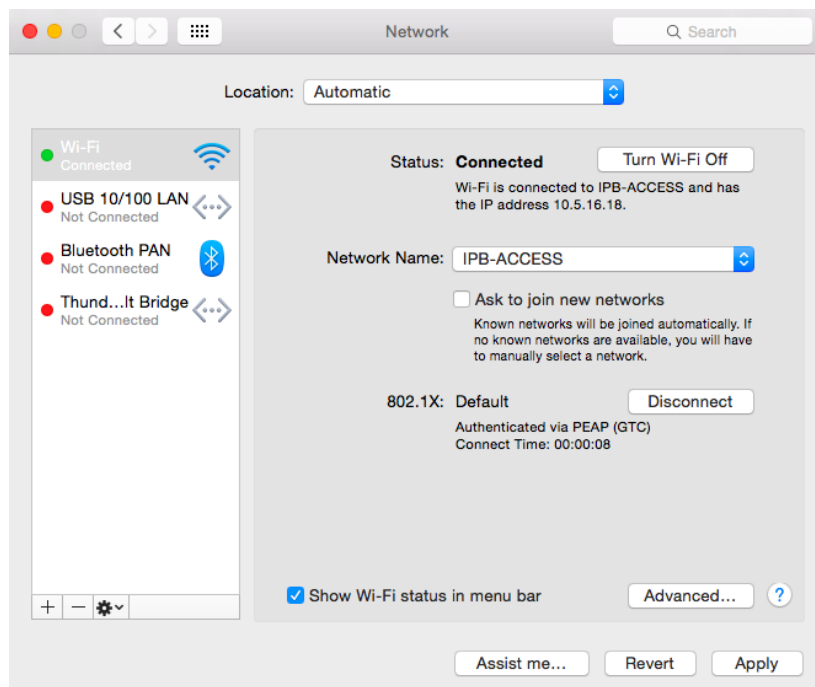 Network
Search
Location: Automatic
Wi-Fi
Connected
USB 10/100 LAN
Not Connected
Bluetooth PAN
Not Connected
Thund...lt Bridge
Not Connected
Status: Connected
Turn Wi-Fi Off
Wi-Fi is connected to IPB-ACCESS and has
the IP address 10.5.16.18.
Network Name: IPB-ACCESS
Ask to join new networks
Known networks will be joined automatically. If
no known networks are available, you will have
to manually select a network.
802.1X: Default
Disconnect
Authenticated via PEAP (GTC)
Connect Time: 00:00:08
Show Wi-Fi status in menu bar
Advanced...
?
Assist me...
Revert
Apply